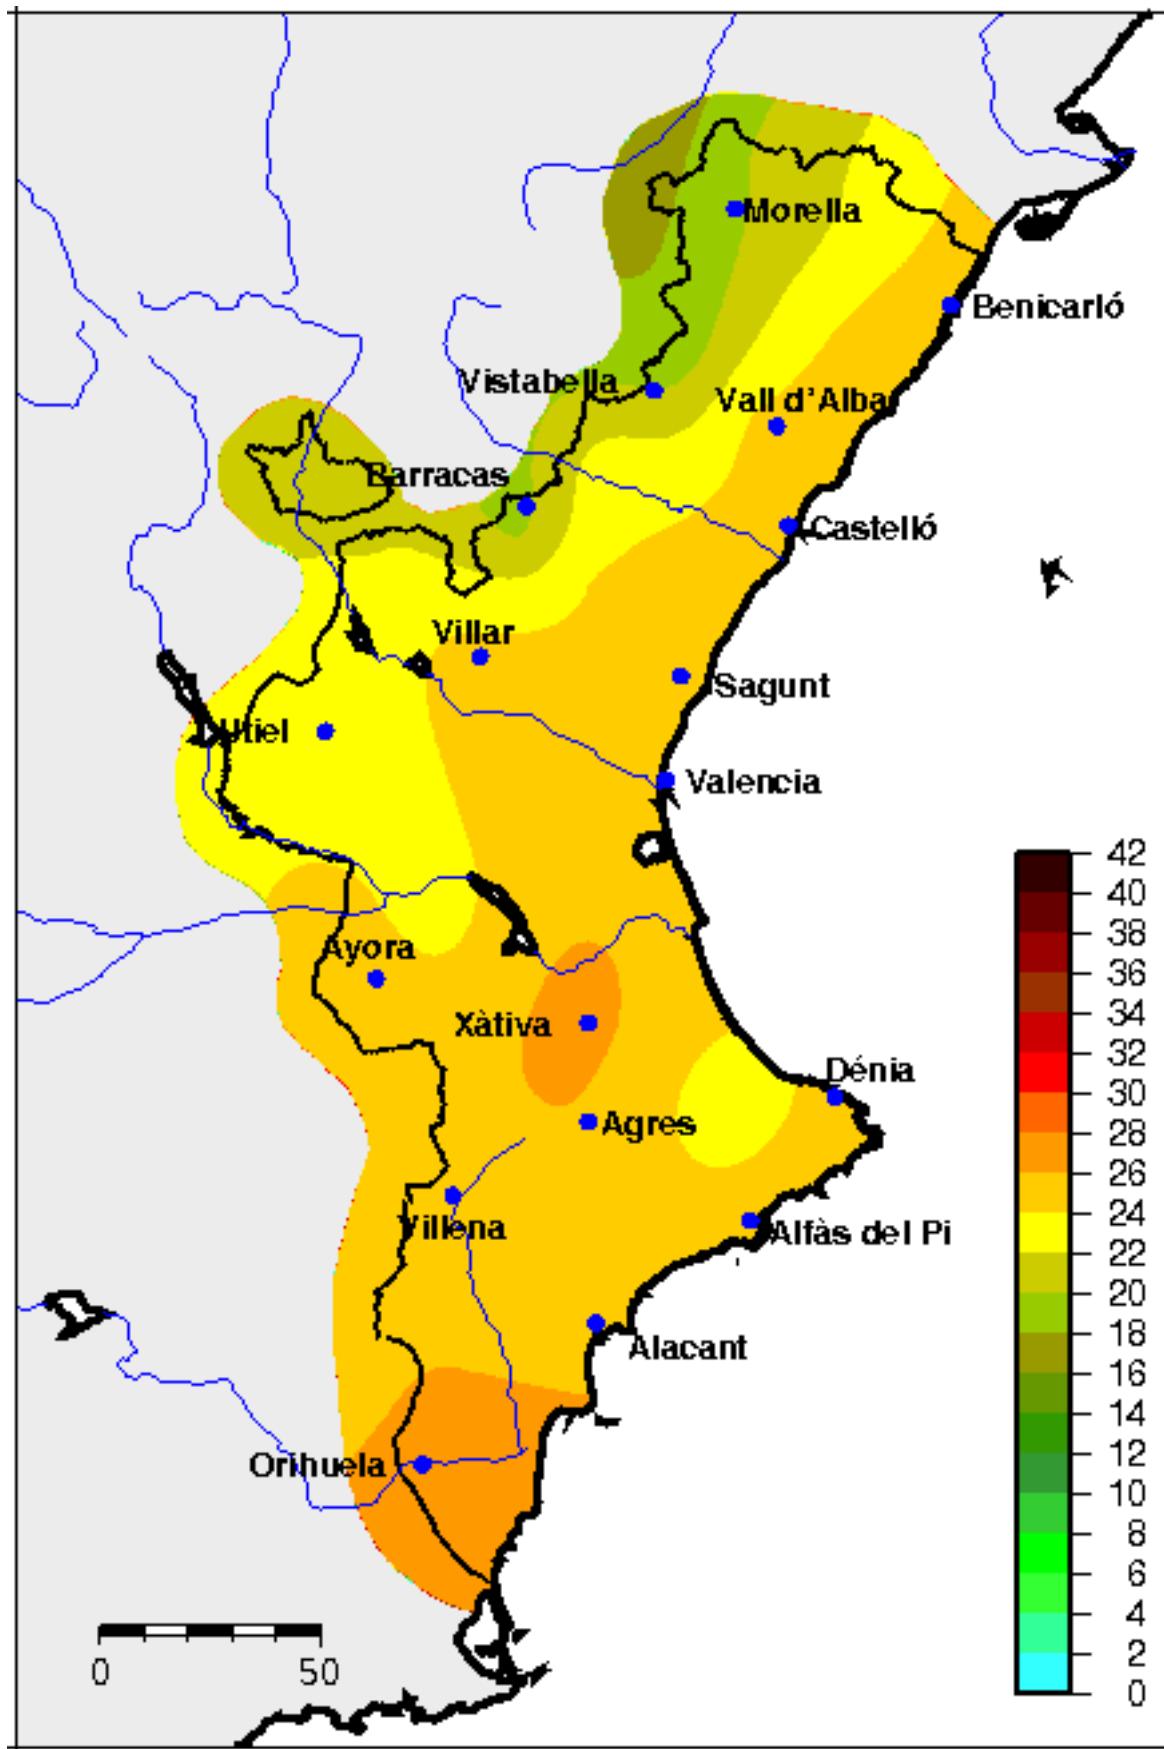 Morella
Benicarló
Vistabella
Vall d'Alba
Barracas
Castelló
Villar
Sagunt
Utiel
Valencia
Ayora
Xàtiva
Dénia
Agres
Villena
Alfàs del Pi
Alacant
Orihuela
42
40
38
36
34
32
30
28
26
24
22
20
18
16
14
12
10
8
6
4
2
0
0 50